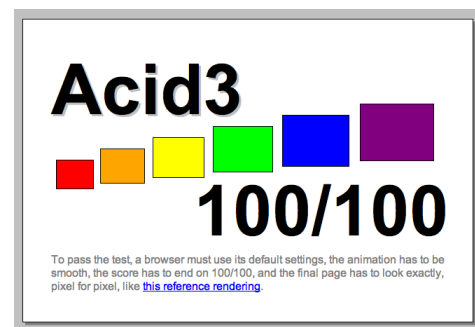 Acid3
100/100
To pass the test, a browser must use its default settings, the animation has to be
smooth, the score has to end on 100/100, and the final page has to look exactly,
pixel for pixel, like this reference rendering.